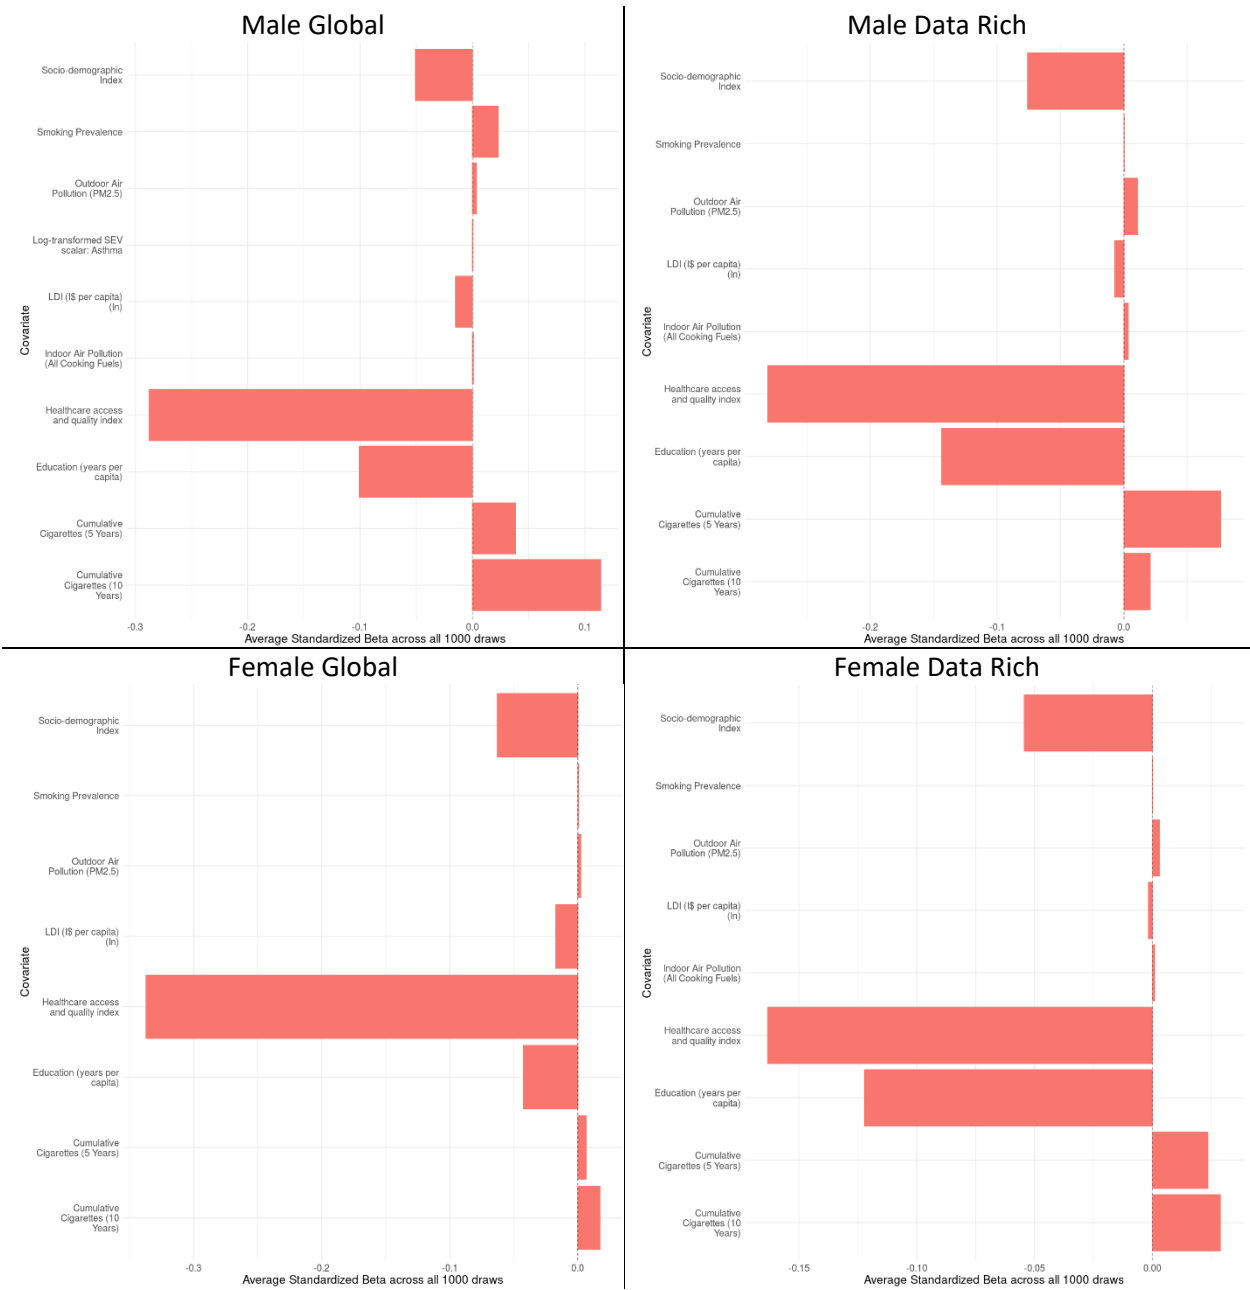 Male Global
Socio-demographic
Index
Smoking Prevalence
Outdoor Air
Pollution (PM2.5)
Log-transformed SEV
scalar: Asthma
LDI (I$ per capita)
(ln)
Indoor Air Pollution
(All Cooking Fuels)
Healthcare access
and quality index
Education (years per
capita)
Cumulative
Cigarettes (5 Years)
Cumulative
Cigarettes (10
Years)
Covariate
-0.3
-0.2
-0.1
0.0
0.1
Average Standardized Beta across all 1000 draws
Male Data Rich
Socio-demographic
Index
Smoking Prevalence
Outdoor Air
Pollution (PM2.5)
LDI (I$ per capita)
(ln)
Indoor Air Pollution
(All Cooking Fuels)
Healthcare access
and quality index
Education (years per
capita)
Cumulative
Cigarettes (5 Years)
Cumulative
Cigarettes (10
Years)
Covariate
-0.2
-0.1
0.0
Average Standardized Beta across all 1000 draws
Female Global
Socio-demographic
Index
Smoking Prevalence
Outdoor Air
Pollution (PM2.5)
LDI (I$ per capita)
(ln)
Healthcare access
and quality index
Education (years per
capita)
Cumulative
Cigarettes (5 Years)
Cumulative
Cigarettes (10
Years)
Covariate
-0.3
-0.2
-0.1
0.0
Average Standardized Beta across all 1000 draws
Female Data Rich
Socio-demographic
Index
Smoking Prevalence
Outdoor Air
Pollution (PM2.5)
LDI (I$ per capita)
(ln)
Indoor Air Pollution
(All Cooking Fuels)
Healthcare access
and quality index
Education (years per
capita)
Cumulative
Cigarettes (5 Years)
Cumulative
Cigarettes (10
Years)
Covariate
-0.15
-0.10
-0.05
0.00
Average Standardized Beta across all 1000 draws